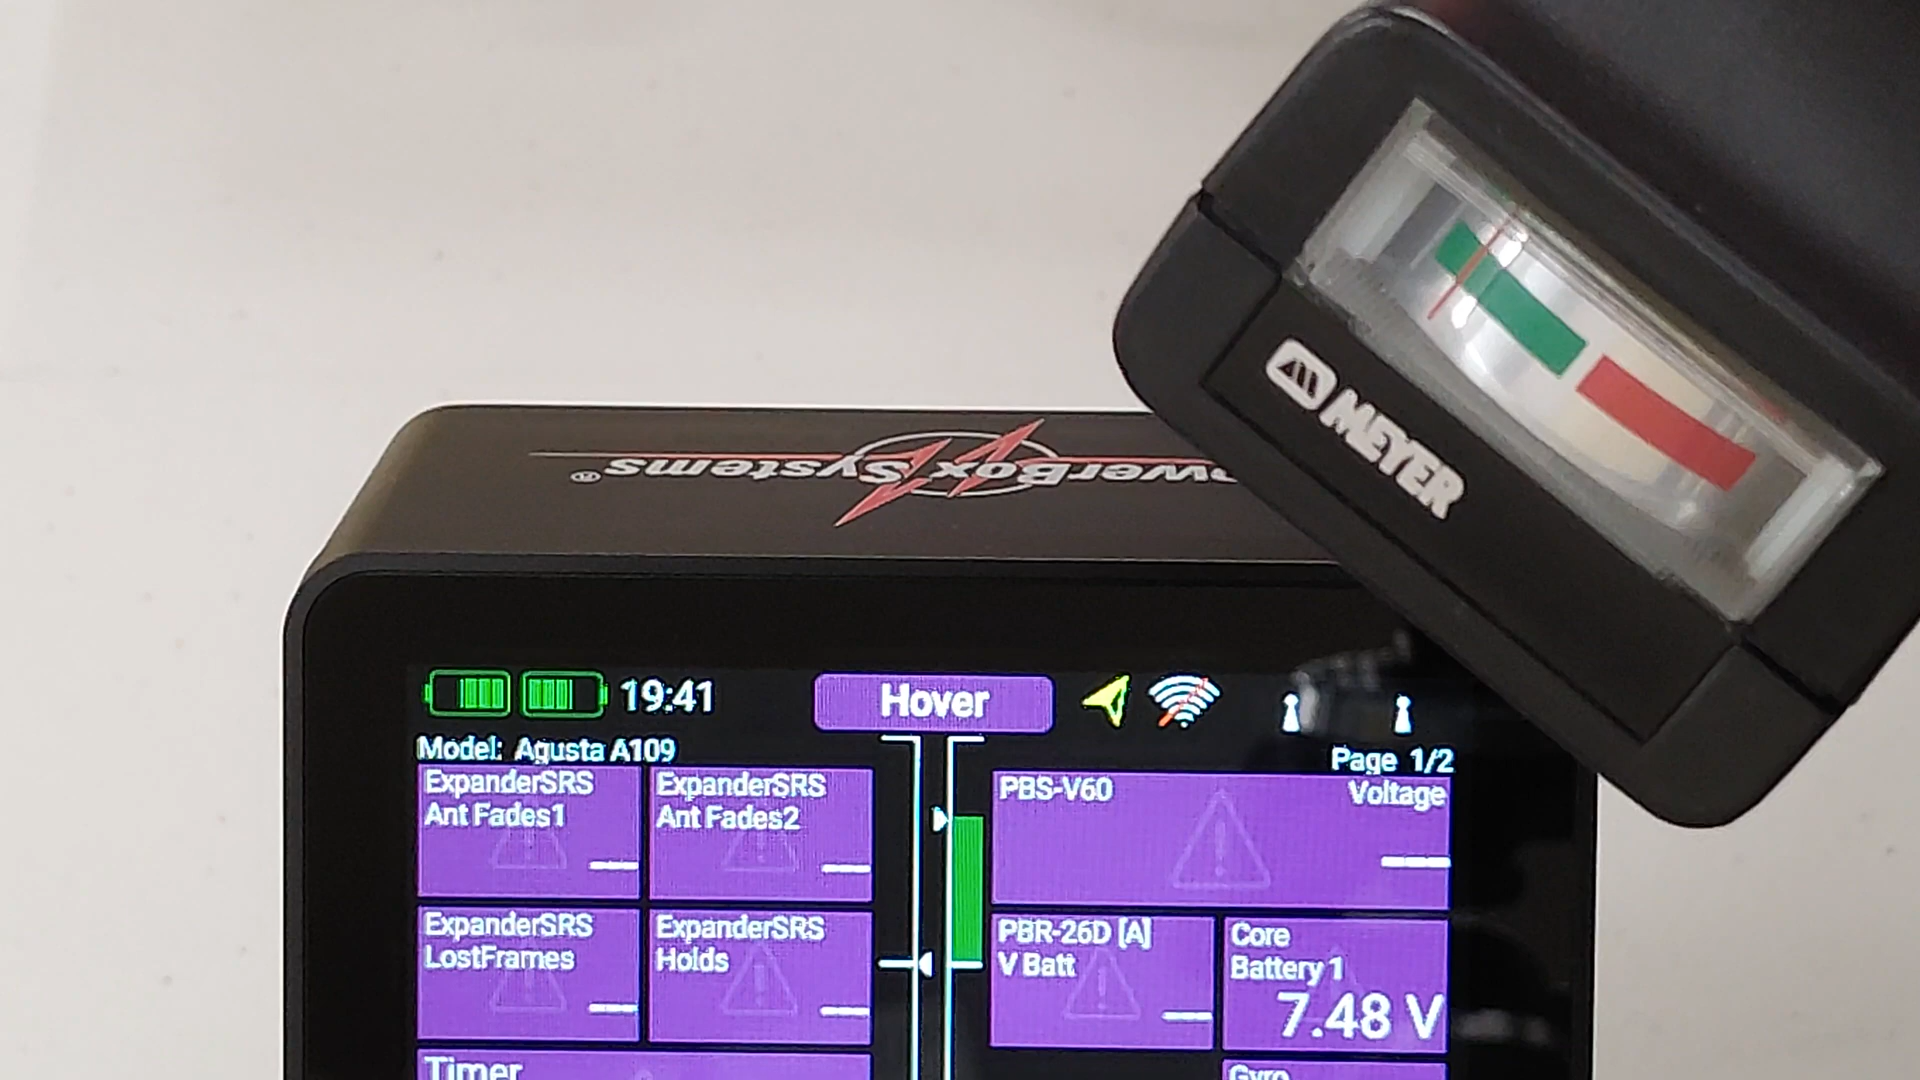 MEYER
PowerBox Systems®
19:41
Hover
Model: Agusta A109
Page 1/2
ExpanderSRS
Ant Fades1
ExpanderSRS
Ant Fades2
PBS-V60
Voltage
ExpanderSRS
LostFrames
ExpanderSRS
Holds
PBR-26D [A]
V Batt
Core
Battery 1
7.48 V
Timer
Gyro